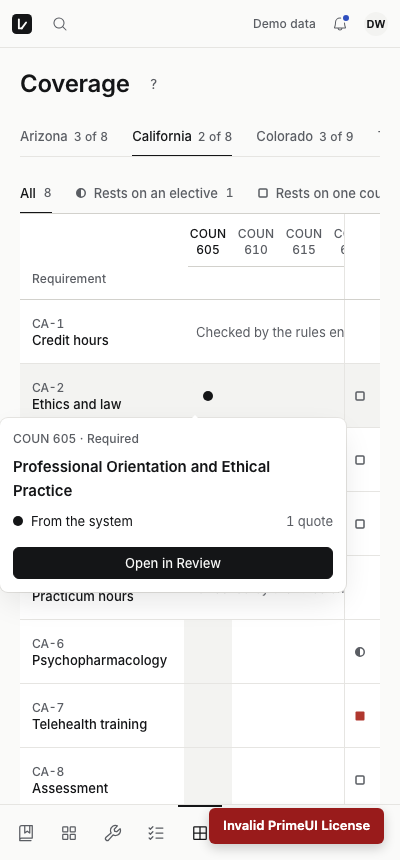 Demo data
DW
Coverage
?
Arizona 3 of 8 California 2 of 8 Colorado 3 of 9
All 8 Rests on an elective 1 Rests on one cou
COUN 605 COUN 610 COUN 615
Requirement
CA-1
Credit hours
Checked by the rules en
CA-2
Ethics and law
COUN 605 · Required
Professional Orientation and Ethical
Practice
From the system 1 quote
Open in Review
Practicum hours
CA-6
Psychopharmacology
CA-7
Telehealth training
CA-8
Assessment
Invalid PrimeUI License